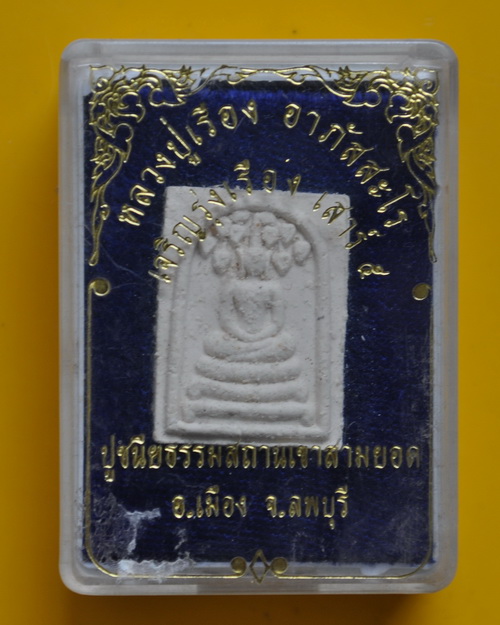 หลวงปู่เรือง อาภัสสะโร
เจริญรุ่งเรือง เสาร์ ๕
ปูชนียธรรมสถานเขาสามยอด
อ.เมือง จ.ลพบุรี